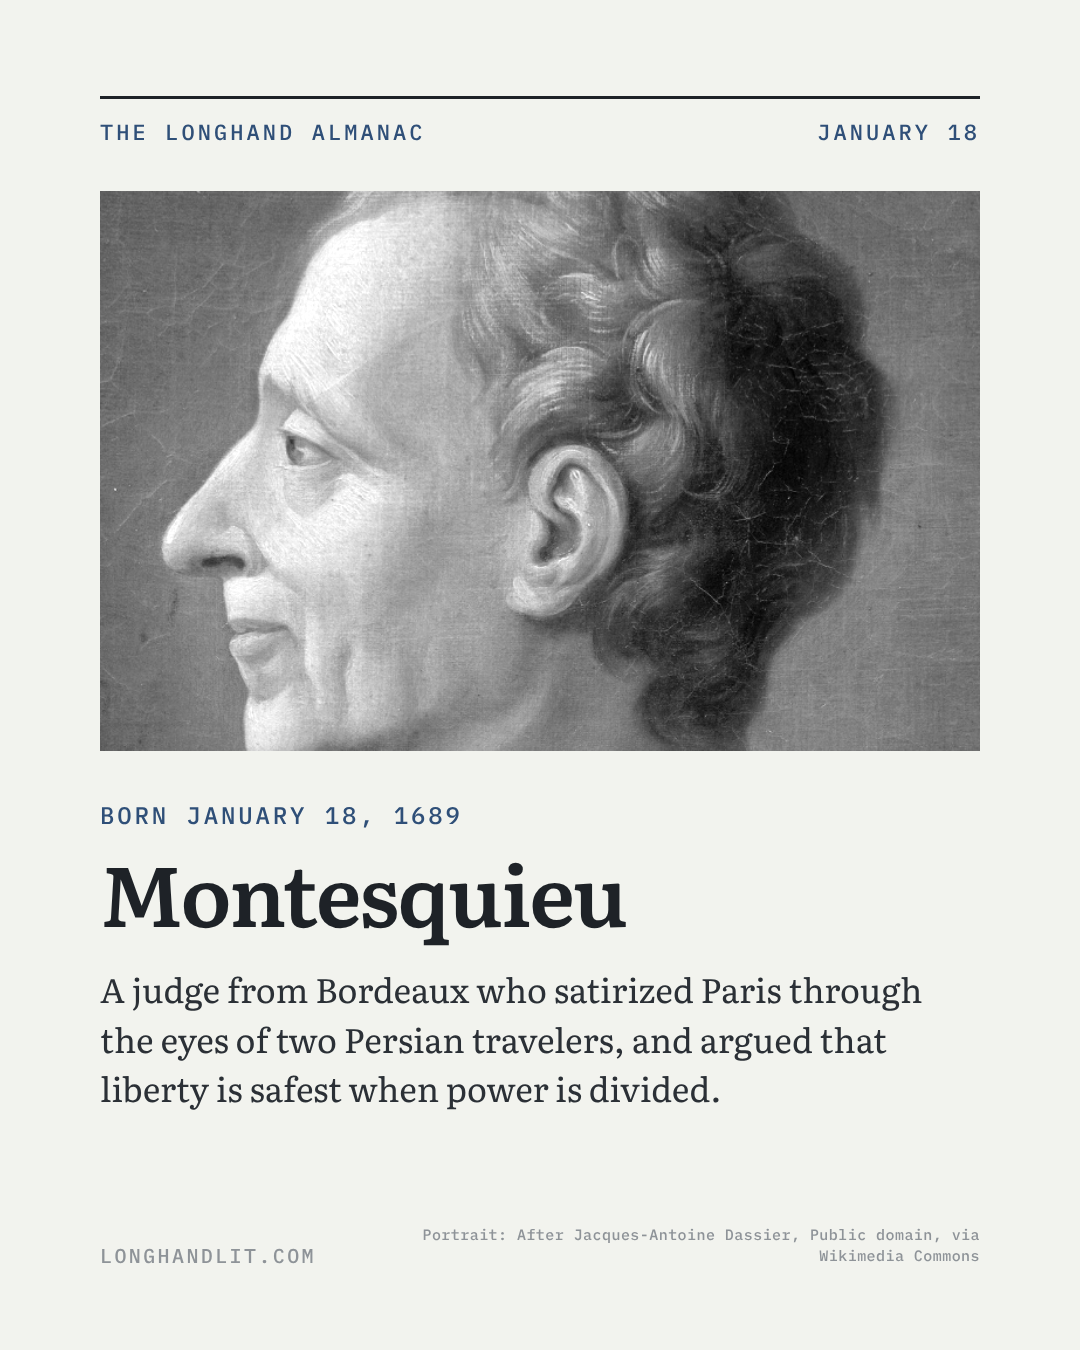 THE LONGHAND ALMANAC
JANUARY 18
BORN JANUARY 18, 1689
Montesquieu
A judge from Bordeaux who satirized Paris through
the eyes of two Persian travelers, and argued that
liberty is safest when power is divided.
LONGHANDLIT.COM
Portrait: After Jacques-Antoine Dassier, Public domain, via
Wikimedia Commons